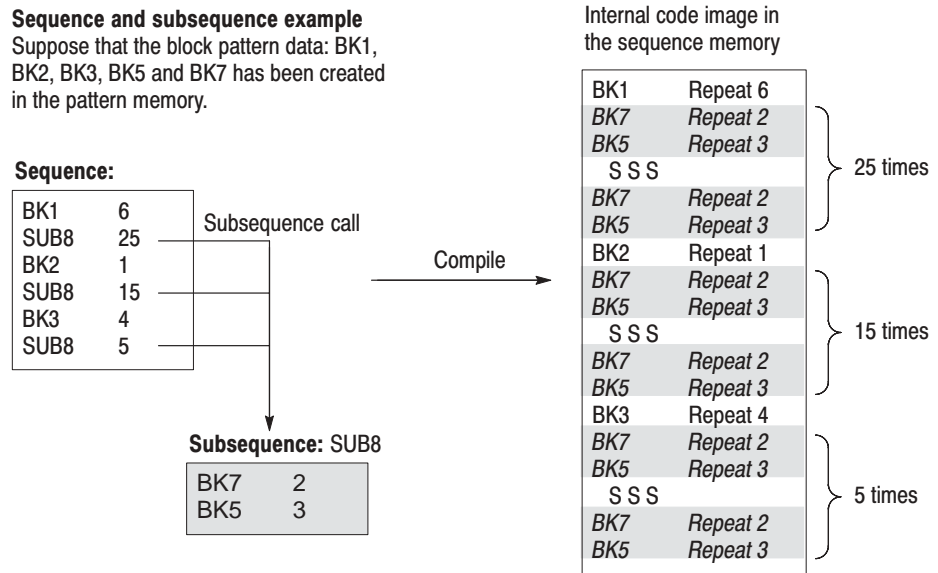 Sequence and subsequence example
Suppose that the block pattern data: BK1,
BK2, BK3, BK5 and BK7 has been created
in the pattern memory.
Sequence:
BK1 6
SUB8 25
BK2 1
SUB8 15
BK3 4
SUB8 5
Subsequence call
Subsequence: SUB8
BK7 2
BK5 3
Compile
Internal code image in
the sequence memory
BK1 Repeat 6
BK7 Repeat 2
BK5 Repeat 3
S S S
BK7 Repeat 2
BK5 Repeat 3
25 times
BK2 Repeat 1
BK7 Repeat 2
BK5 Repeat 3
S S S
BK7 Repeat 2
BK5 Repeat 3
15 times
BK3 Repeat 4
BK7 Repeat 2
BK5 Repeat 3
S S S
BK7 Repeat 2
BK5 Repeat 3
5 times